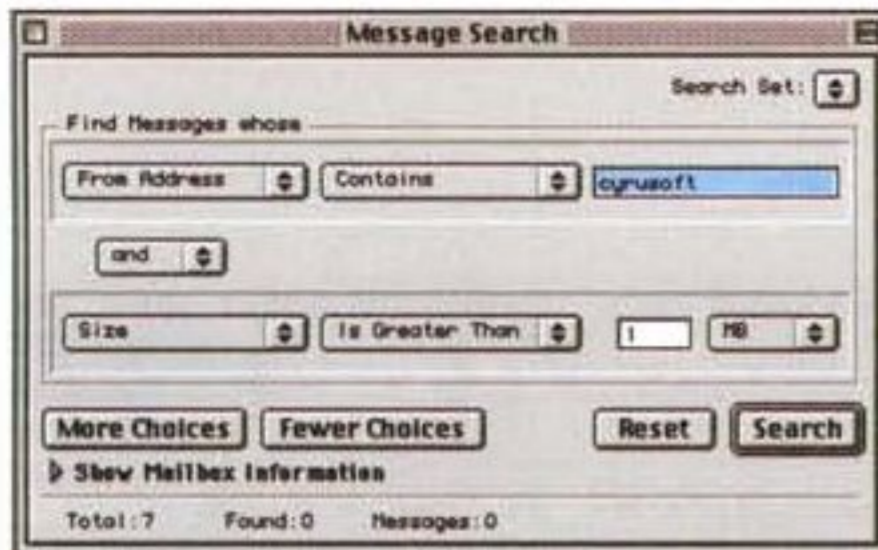 Message Search
Search Set:
Find Messages whose
From Address Contains cyrusoft
and
Size Is Greater Than 1 MB
More Choices Fewer Choices Reset Search
Show Mailbox Information
Total:7 Found:0 Messages:0